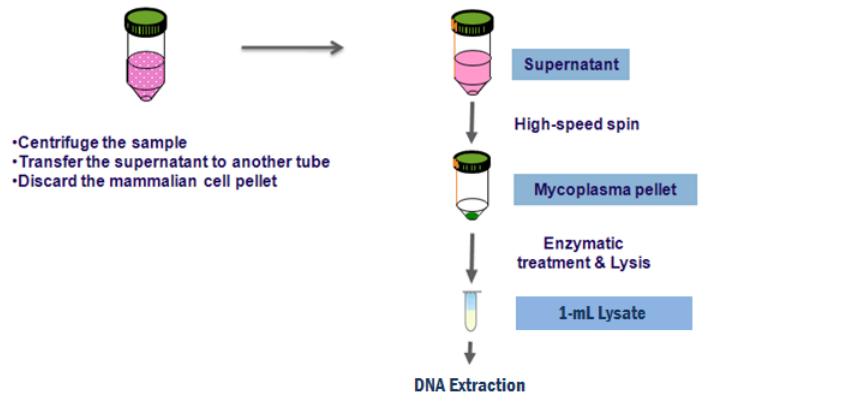 •Centrifuge the sample
•Transfer the supernatant to another tube
•Discard the mammalian cell pellet
Supernatant
High-speed spin
Mycoplasma pellet
Enzymatic
treatment & Lysis
1-mL Lysate
DNA Extraction